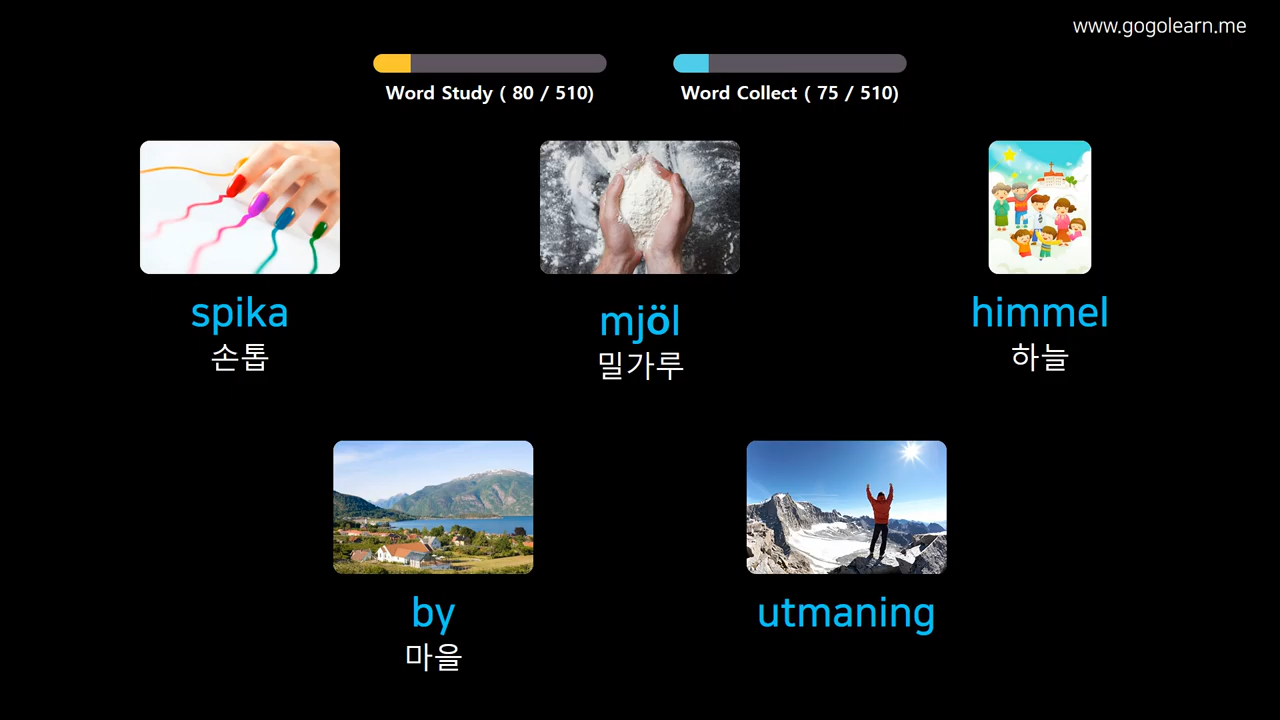 www.gogolearn.me
Word Study ( 80 / 510)
Word Collect ( 75 / 510)
spika
손톱
mjöl
밀가루
himmel
하늘
by
마을
utmaning